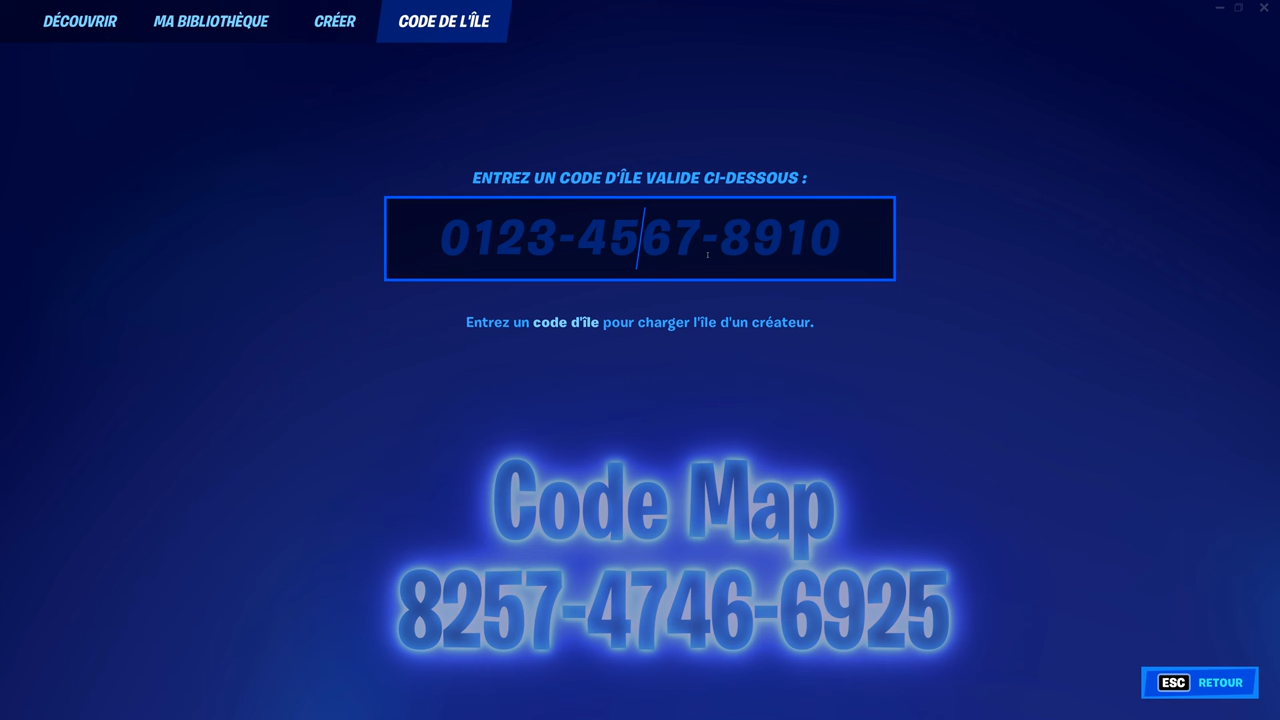 DÉCOUVRIR MA BIBLIOTHÈQUE CRÉER CODE DE L'ÎLE
ENTREZ UN CODE D'ÎLE VALIDE CI-DESSOUS :
0123-4567-8910
Entrez un code d'île pour charger l'île d'un créateur.
Code Map
8257-4746-6925
ESC RETOUR